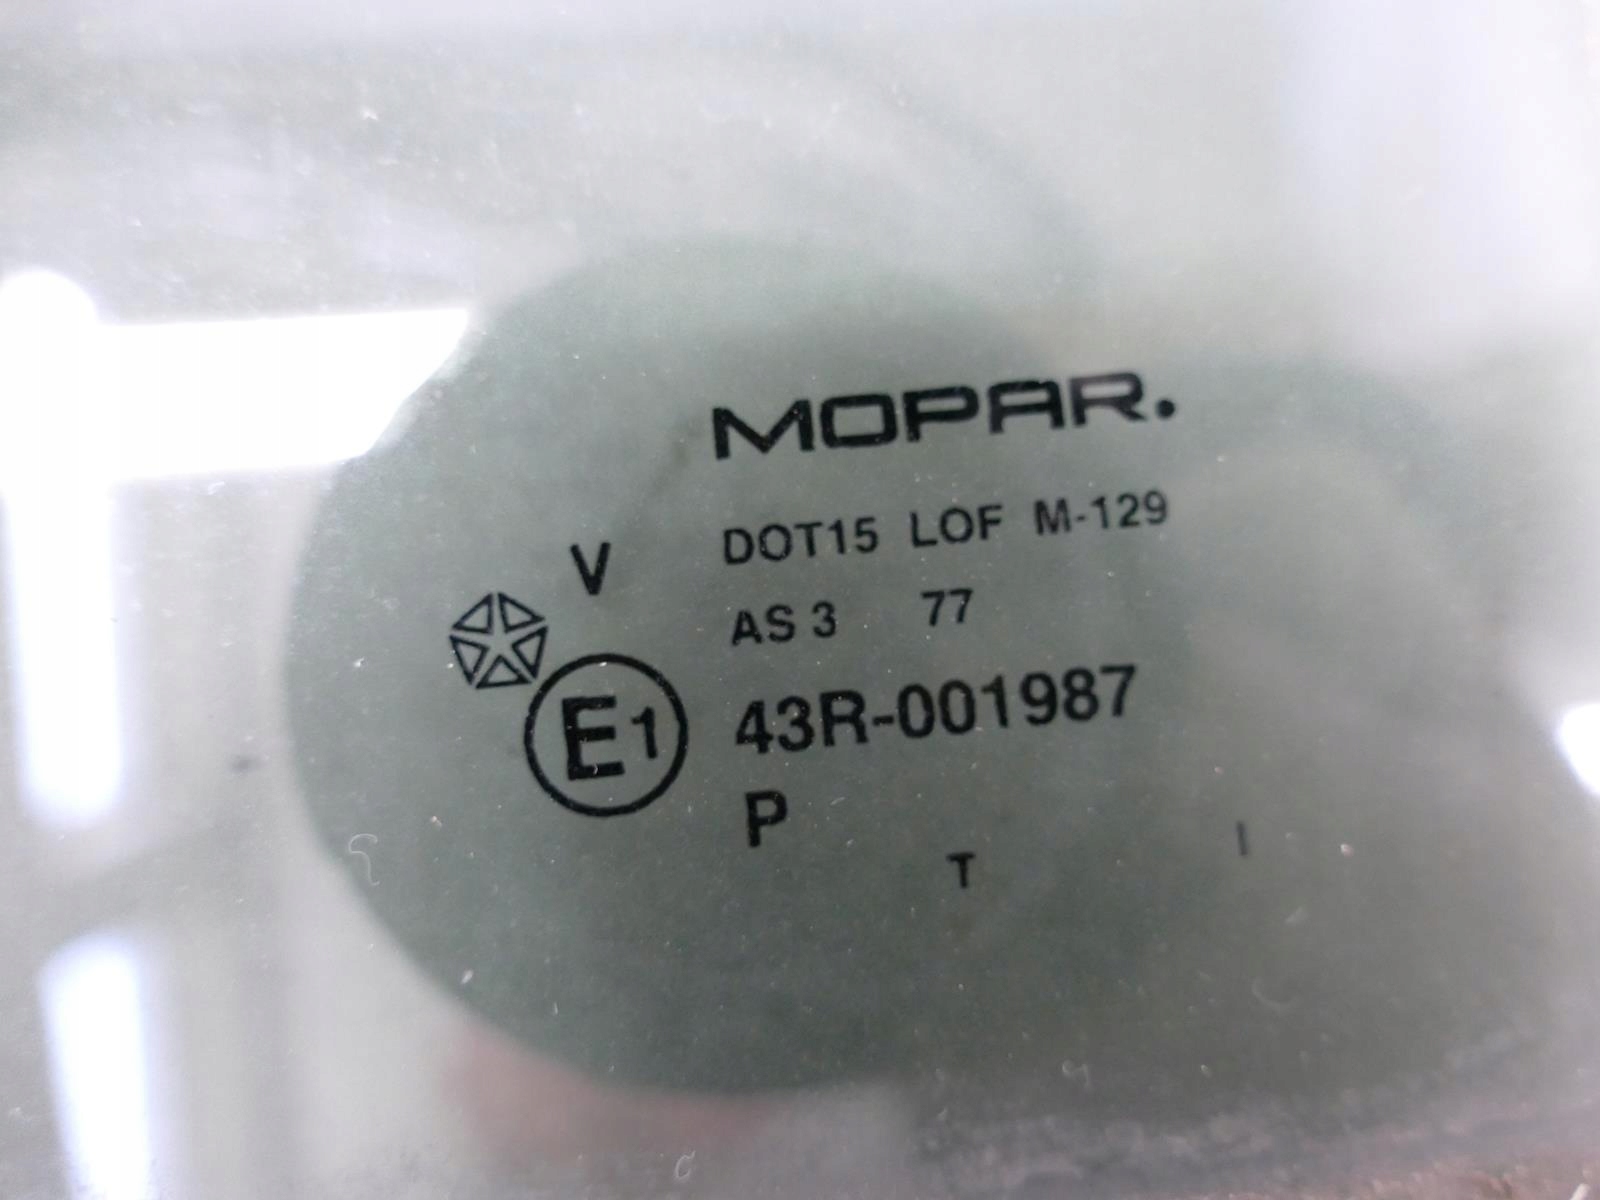 MOPAR.
V DOT15 LOF M-129
AS 3 77
E1 43R-001987
P
T I